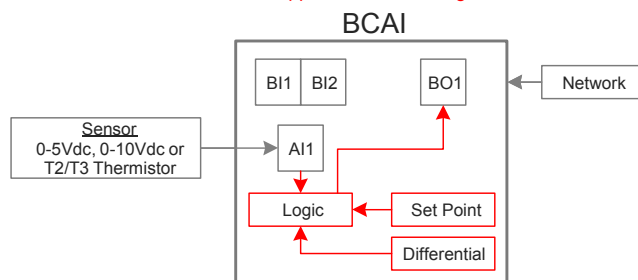 BCAI
BI1 BI2
BO1
Network
Sensor
0-5Vdc, 0-10Vdc or
T2/T3 Thermistor
AI1
Logic
Set Point
Differential